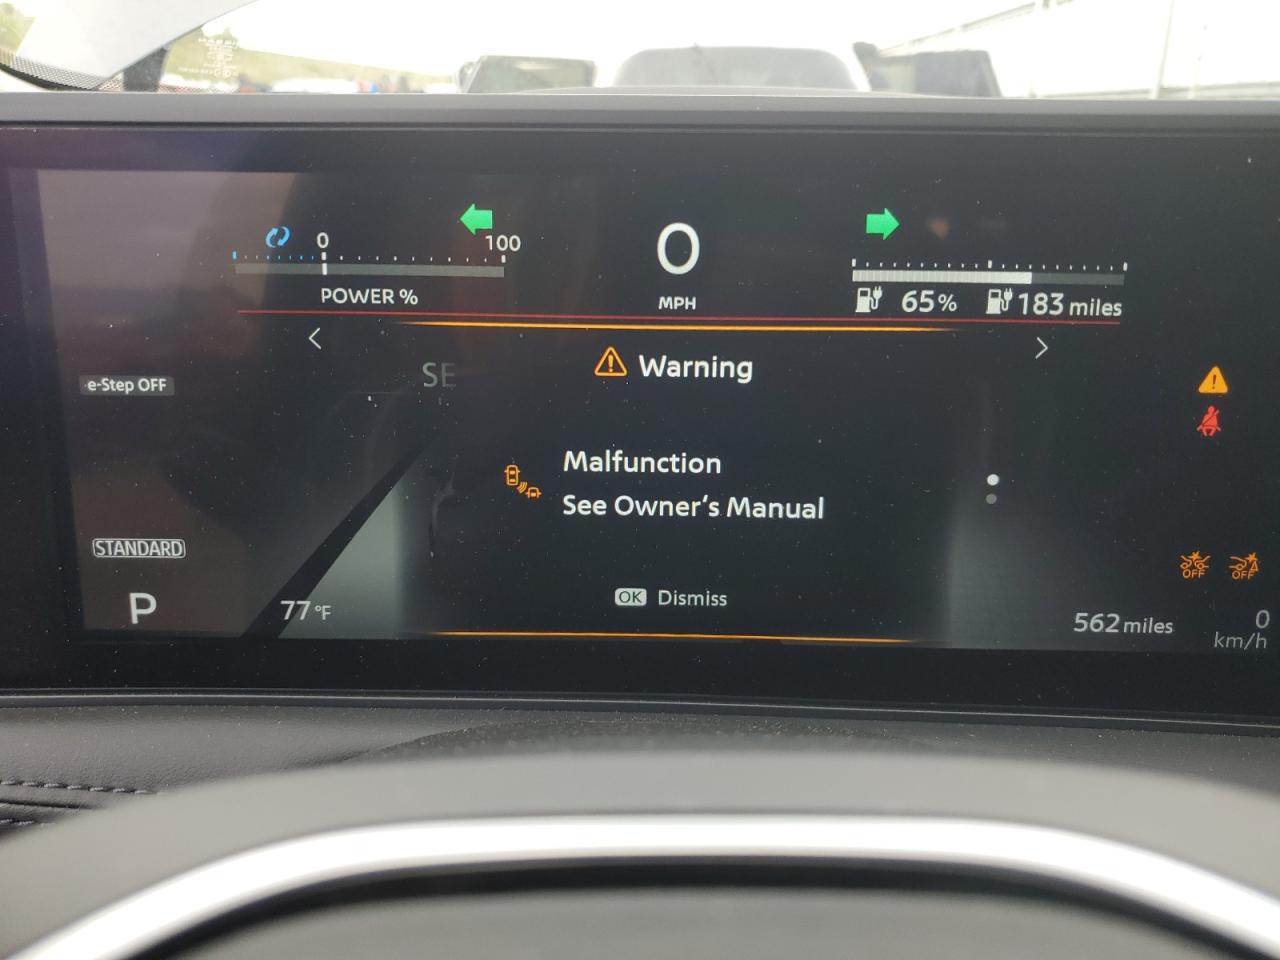 0
100
0
POWER %
MPH
65%
183 miles
SE
Warning
e-Step OFF
Malfunction
See Owner's Manual
STANDARD
OFF
OFF
OK Dismiss
P
77°F
562 miles
0
km/h